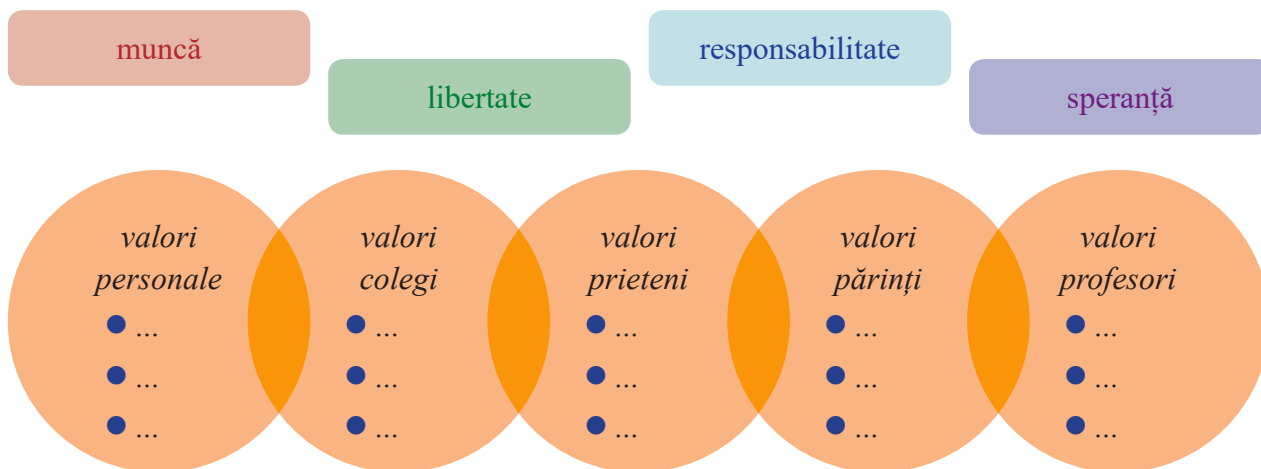 muncă
responsabilitate
libertate
speranță
valori
personale
● ...
● ...
● ...
valori
colegi
● ...
● ...
● ...
valori
prieteni
● ...
● ...
● ...
valori
părinți
● ...
● ...
● ...
valori
profesori
● ...
● ...
● ...